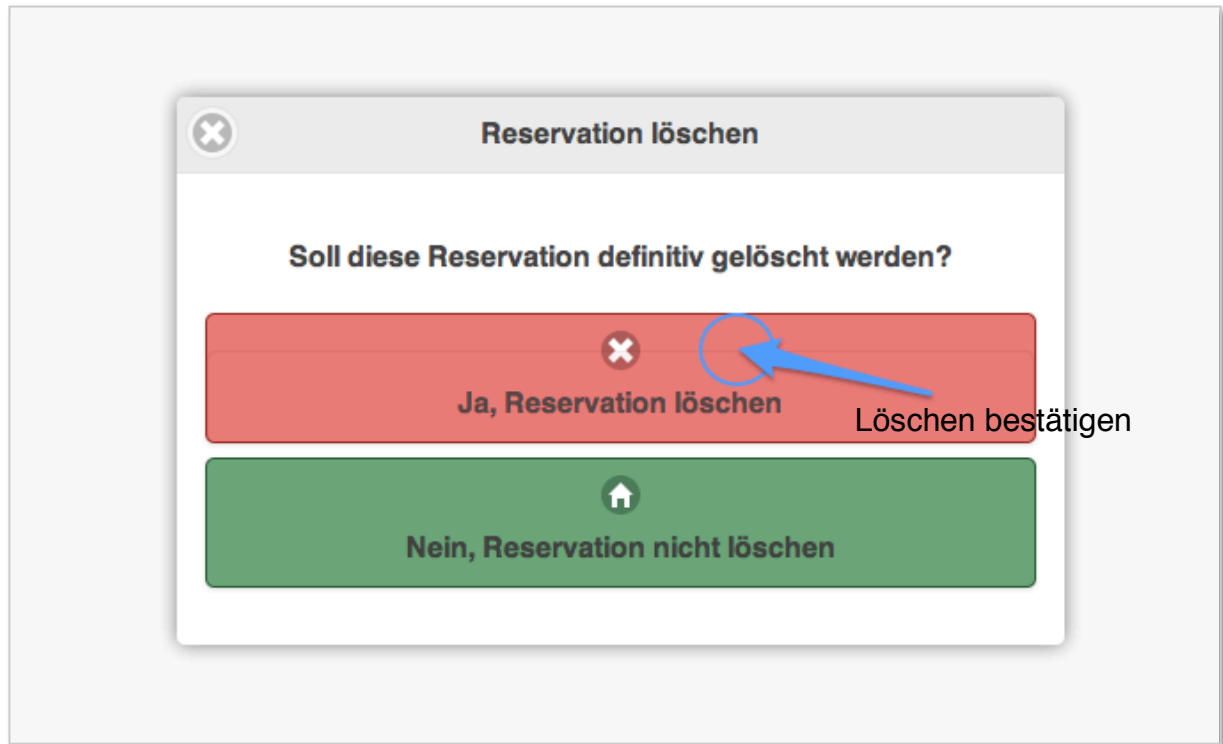 Reservation löschen
Soll diese Reservation definitiv gelöscht werden?
Ja, Reservation löschen
Löschen bestätigen
Nein, Reservation nicht löschen